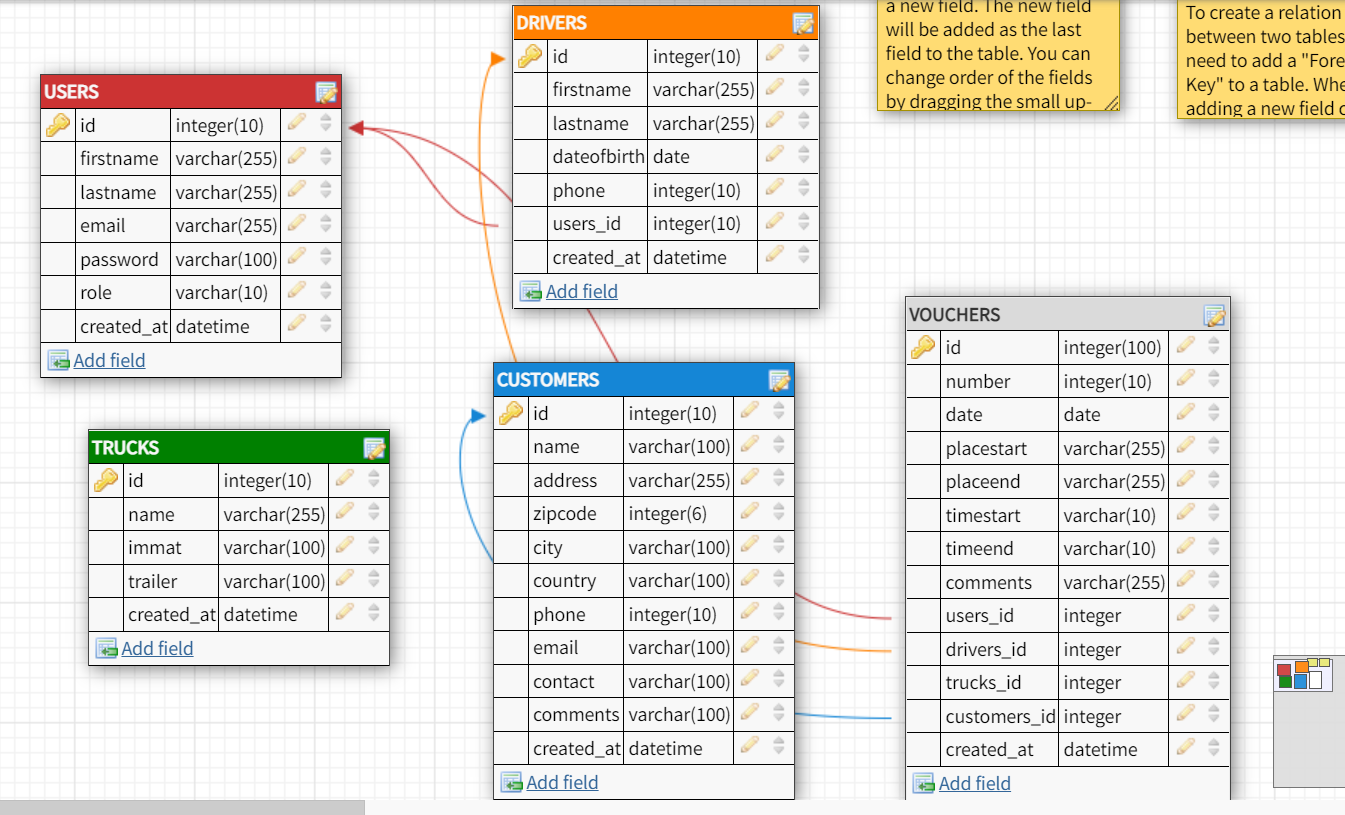 USERS
id integer(10)
firstname varchar(255)
lastname varchar(255)
email varchar(255)
password varchar(100)
role varchar(10)
created_at datetime
Add field
TRUCKS
id integer(10)
name varchar(255)
immat varchar(100)
trailer varchar(100)
created_at datetime
Add field
DRIVERS
id integer(10)
firstname varchar(255)
lastname varchar(255)
dateofbirth date
phone integer(10)
users_id integer(10)
created_at datetime
Add field
CUSTOMERS
id integer(10)
name varchar(100)
address varchar(255)
zipcode integer(6)
city varchar(100)
country varchar(100)
phone integer(10)
email varchar(100)
contact varchar(100)
comments varchar(100)
created_at datetime
Add field
a new field. The new field
will be added as the last
field to the table. You can
change order of the fields
by dragging the small up-
To create a relation
between two tables
need to add a "Fore
Key" to a table. Whe
adding a new field c
VOUCHERS
id integer(100)
number integer(10)
date date
placestart varchar(255)
placeend varchar(255)
timestart varchar(10)
timeend varchar(10)
comments varchar(255)
users_id integer
drivers_id integer
trucks_id integer
customers_id integer
created_at datetime
Add field